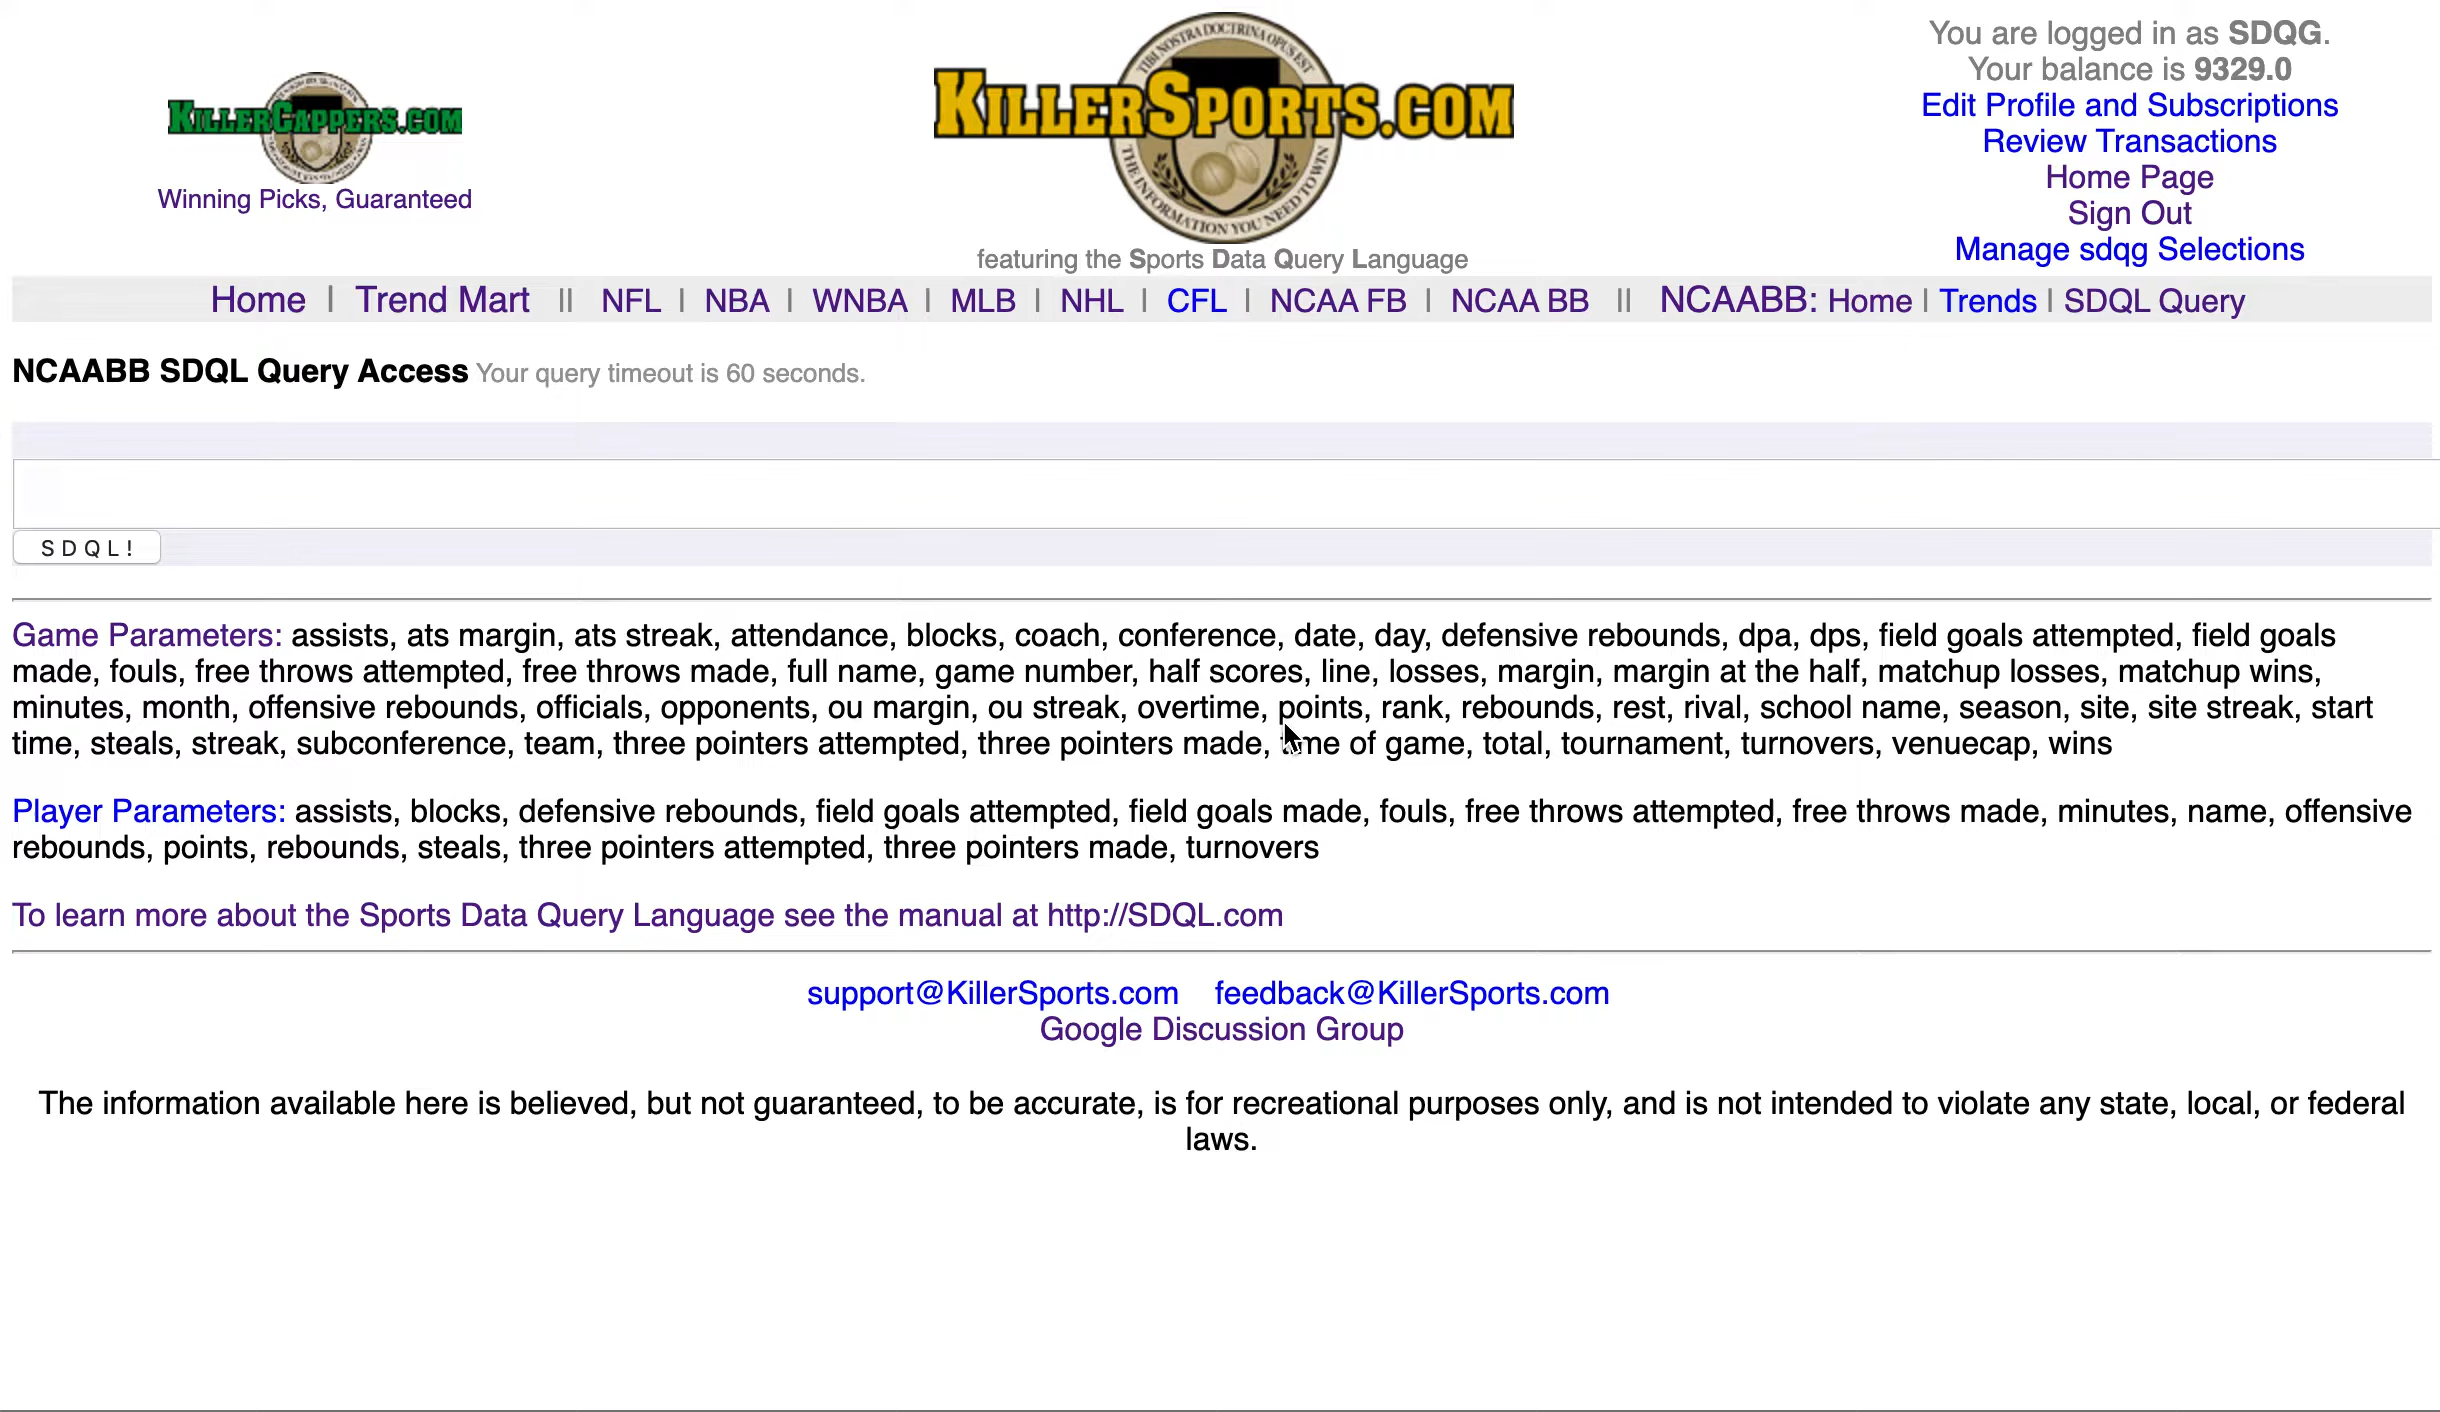 KILLERCAPPERS.COM
Winning Picks, Guaranteed
TIBI NOSTRA DOCTRINA OPUS EST
KILLERSPORTS.COM
THE INFORMATION YOU NEED TO WIN
featuring the Sports Data Query Language
You are logged in as SDQG.
Your balance is 9329.0
Edit Profile and Subscriptions
Review Transactions
Home Page
Sign Out
Manage sdqg Selections
Home | Trend Mart || NFL | NBA | WNBA | MLB | NHL | CFL | NCAA FB | NCAA BB || NCAABB: Home | Trends | SDQL Query
NCAABB SDQL Query Access Your query timeout is 60 seconds.
S D Q L !
Game Parameters: assists, ats margin, ats streak, attendance, blocks, coach, conference, date, day, defensive rebounds, dpa, dps, field goals attempted, field goals
made, fouls, free throws attempted, free throws made, full name, game number, half scores, line, losses, margin, margin at the half, matchup losses, matchup wins,
minutes, month, offensive rebounds, officials, opponents, ou margin, ou streak, overtime, points, rank, rebounds, rest, rival, school name, season, site, site streak, start
time, steals, streak, subconference, team, three pointers attempted, three pointers made, time of game, total, tournament, turnovers, venuecap, wins
Player Parameters: assists, blocks, defensive rebounds, field goals attempted, field goals made, fouls, free throws attempted, free throws made, minutes, name, offensive
rebounds, points, rebounds, steals, three pointers attempted, three pointers made, turnovers
To learn more about the Sports Data Query Language see the manual at http://SDQL.com
support@KillerSports.com feedback@KillerSports.com
Google Discussion Group
The information available here is believed, but not guaranteed, to be accurate, is for recreational purposes only, and is not intended to violate any state, local, or federal
laws.